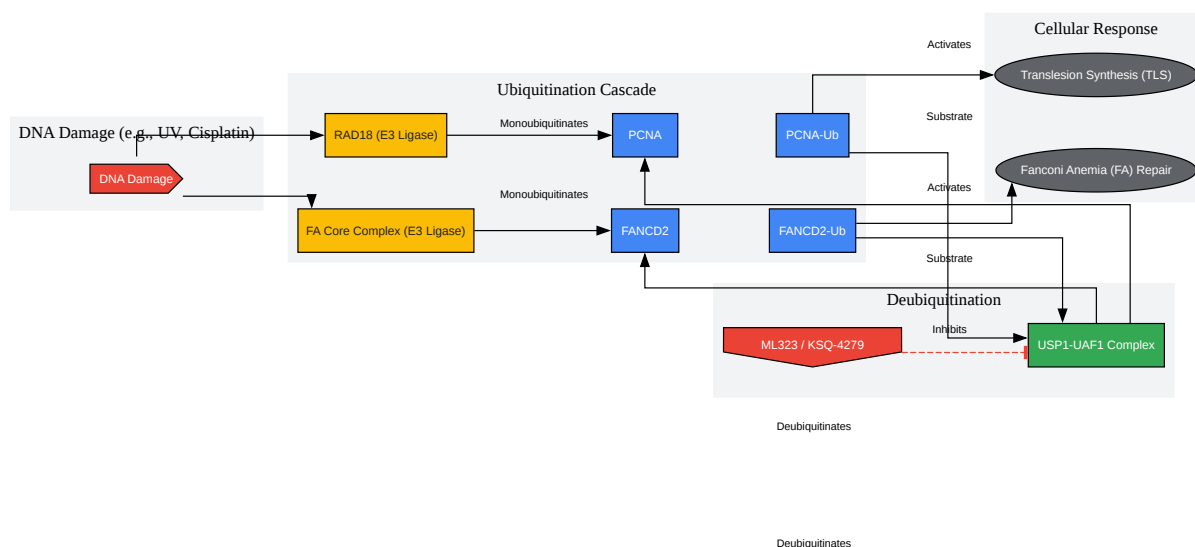 Cellular Response
Activates
Translesion Synthesis (TLS)
Ubiquitination Cascade
DNA Damage (e.g., UV, Cisplatin)
RAD18 (E3 Ligase)
Monoubiquitinates
PCNA
PCNA-Ub
Substrate
DNA Damage
Fanconi Anemia (FA) Repair
Monoubiquitinates
Activates
FA Core Complex (E3 Ligase)
FANCD2
FANCD2-Ub
Substrate
Deubiquitination
Inhibits
ML323 / KSQ-4279
USP1-UAF1 Complex
Deubiquitinates
Deubiquitinates